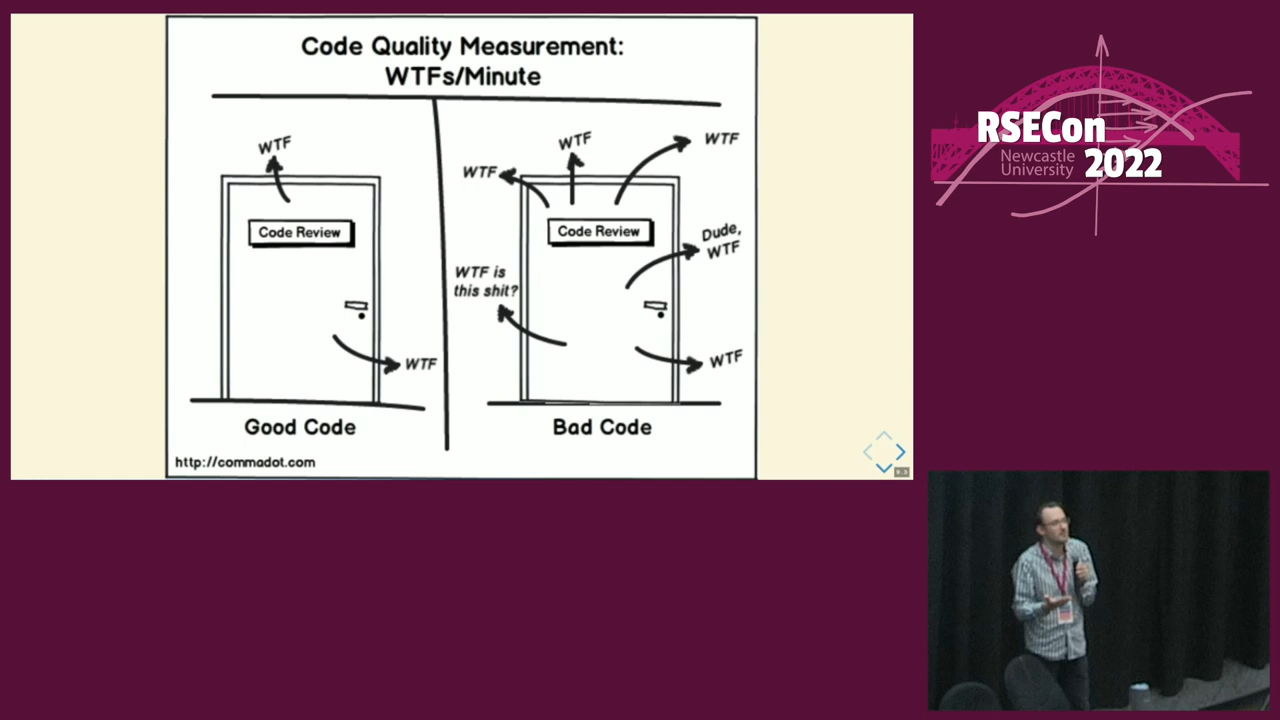 Code Quality Measurement:
WTFs/Minute
WTF
Code Review
WTF
Good Code
http://commadot.com
WTF
WTF
WTF
Code Review
Dude,
WTF
WTF is
this shit?
WTF
Bad Code
RSECon
Newcastle
University
2022